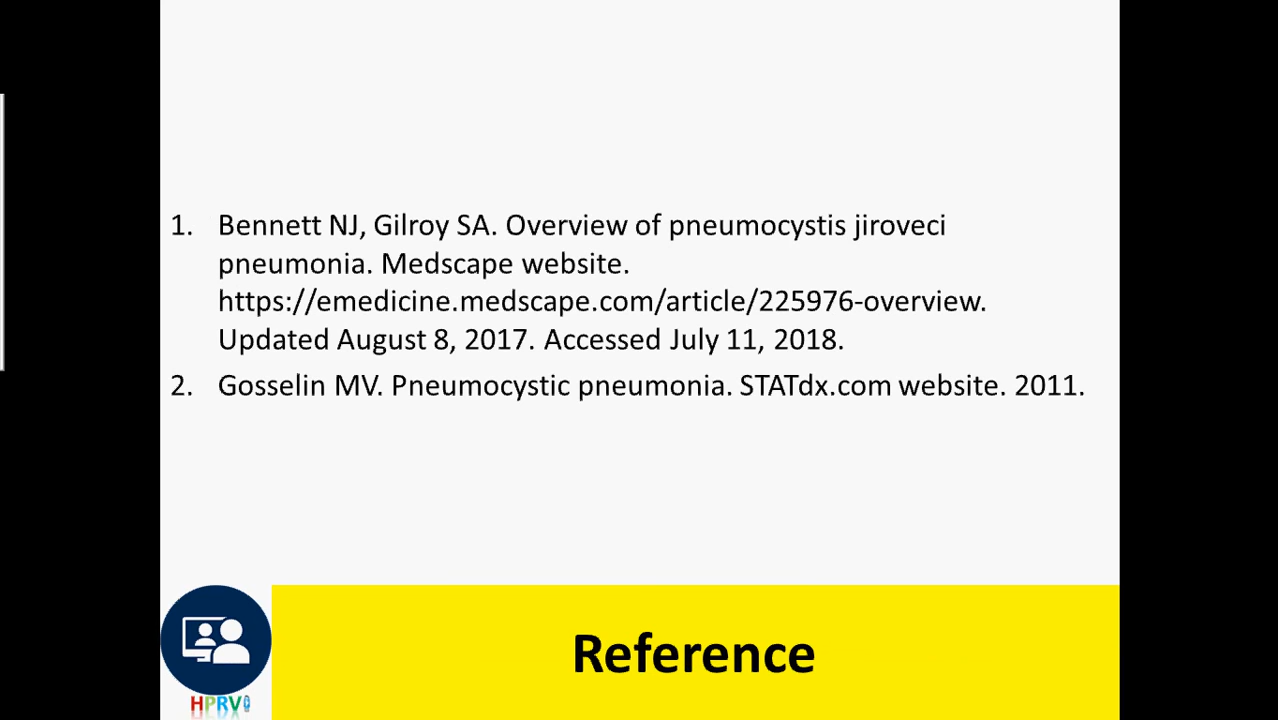 1. Bennett NJ, Gilroy SA. Overview of pneumocystis jiroveci
pneumonia. Medscape website.
https://emedicine.medscape.com/article/225976-overview.
Updated August 8, 2017. Accessed July 11, 2018.
2. Gosselin MV. Pneumocystic pneumonia. STATdx.com website. 2011.
Reference
HPRV